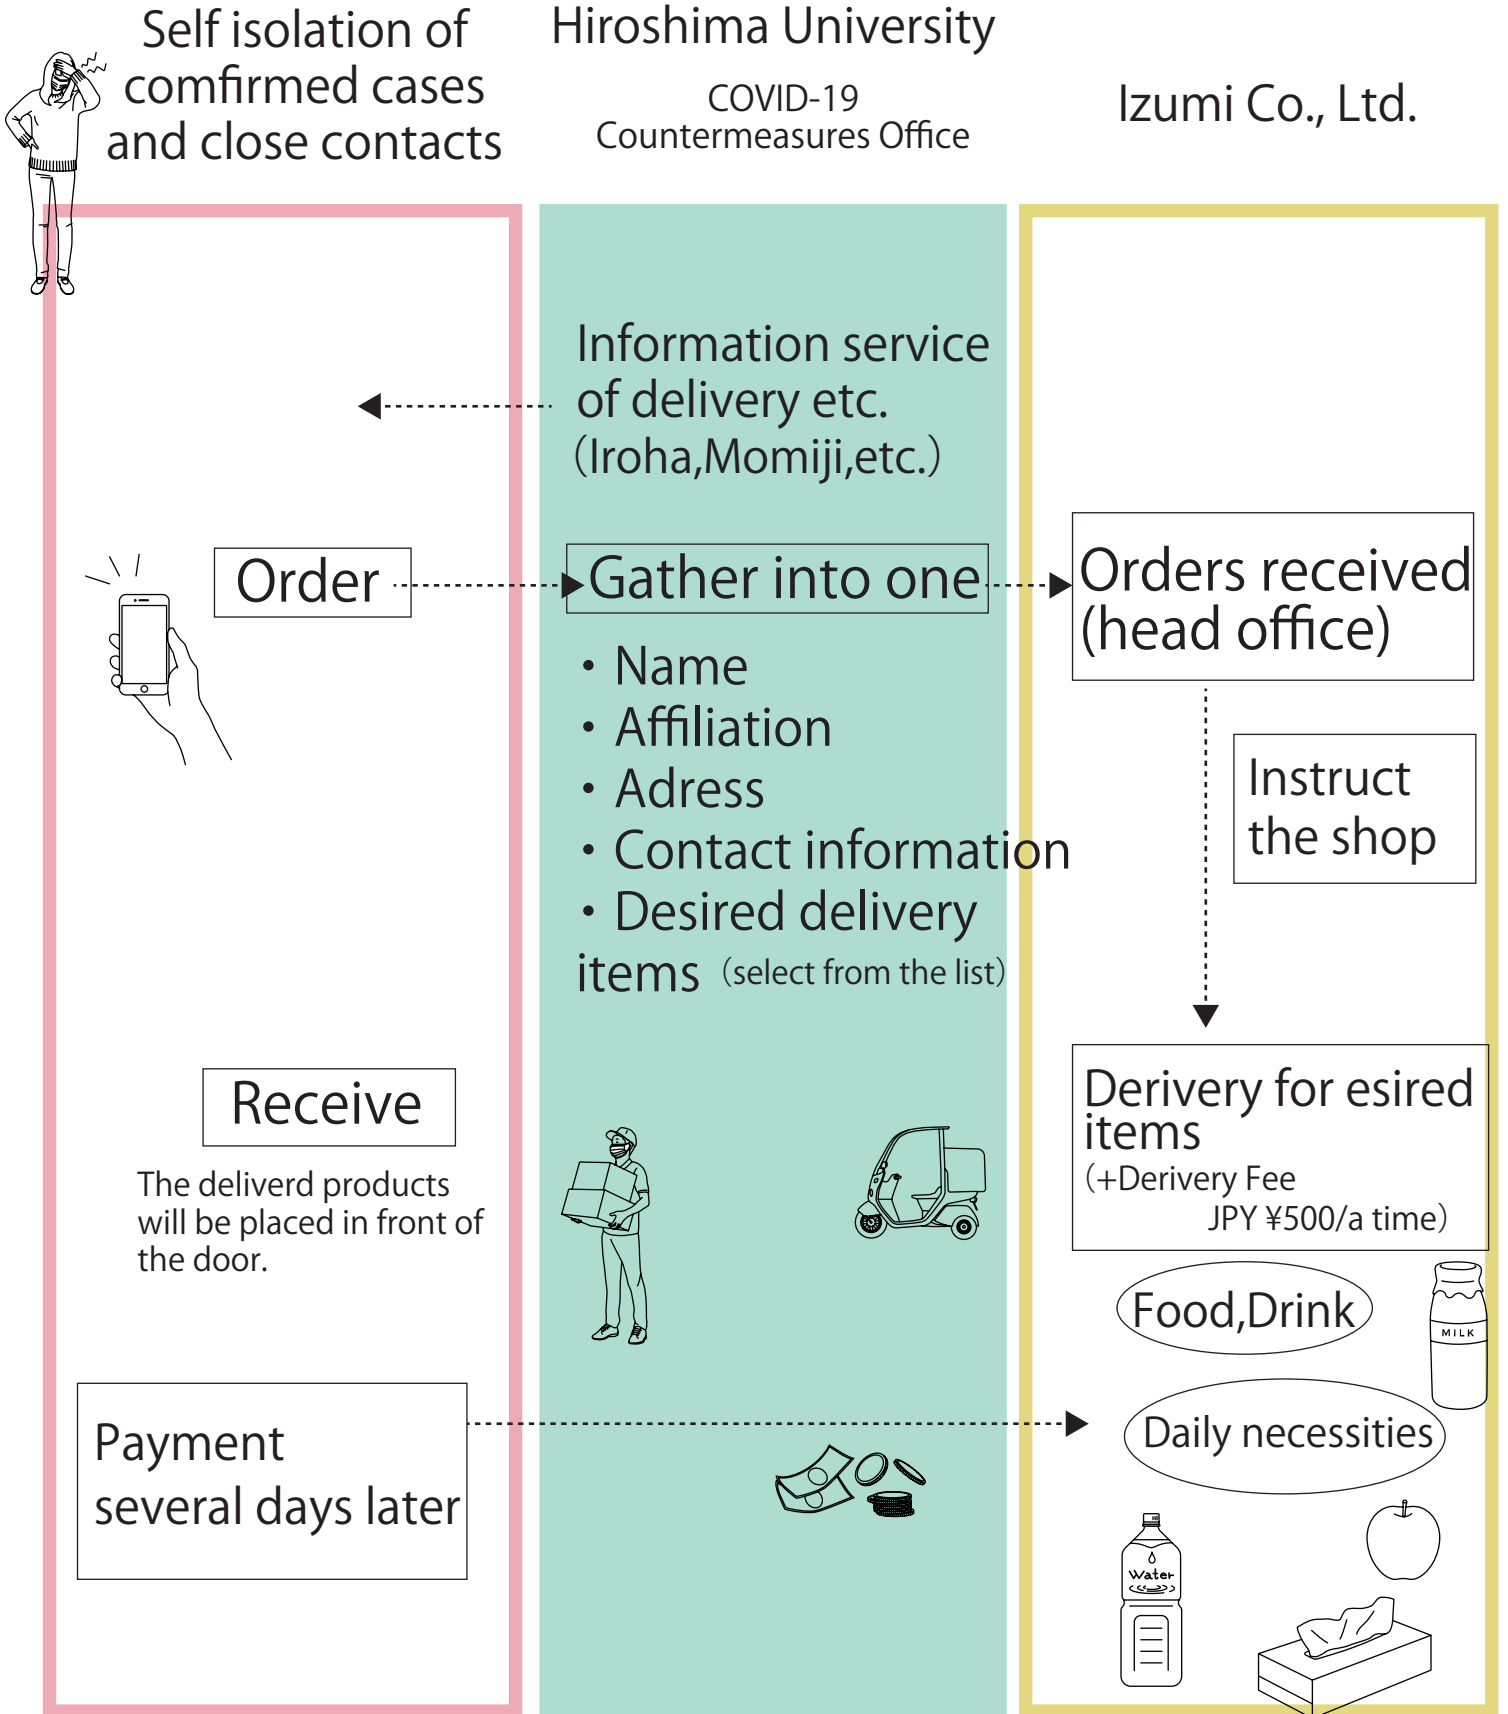 Self isolation of
comfirmed cases
and close contacts
Hiroshima University
COVID-19
Countermeasures Office
Izumi Co., Ltd.
Information service
of delivery etc.
（Iroha,Momiji,etc.）
Order
Gather into one
Orders received
(head office)
・Name
・Affiliation
・Adress
・Contact information
・Desired delivery
items（select from the list）
Instruct
the shop
Receive
The deliverd products
will be placed in front of
the door.
Derivery for esired
items
（+Derivery Fee
JPY ¥500/a time）
Food,Drink
MILK
Payment
several days later
Daily necessities
Water